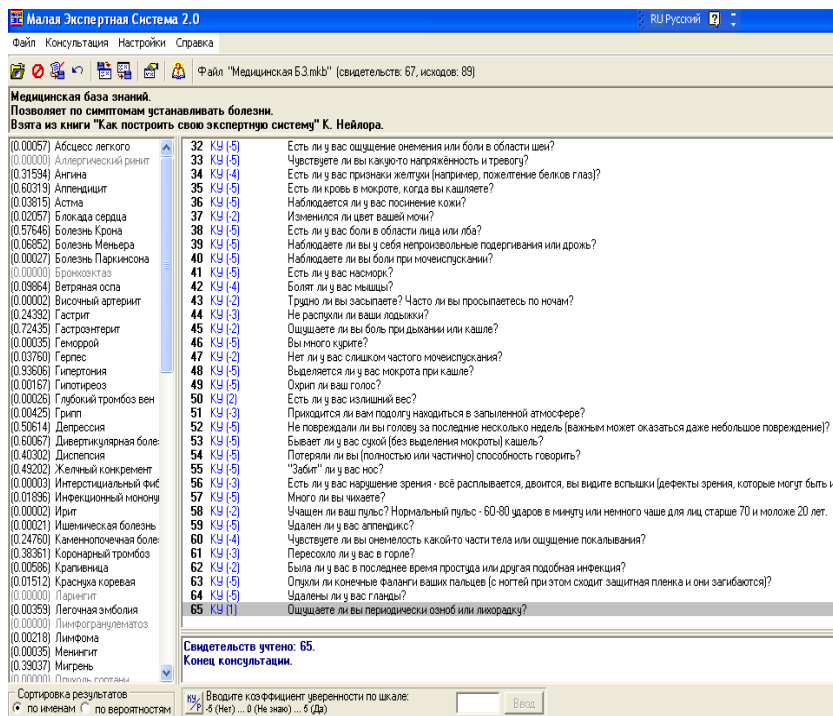 Малая Экспертная Система 2.0
RU Русский
Файл Консультация Настройки Справка
Файл "Медицинская БЗ.mkb" (свидетельств: 67, исходов: 89)
Медицинская база знаний.
Позволяет по симптомам устанавливать болезни.
Взята из книги "Как построить свою экспертную систему" К. Нейлора.
(0.00057) Абсцесс легкого
(0.00000) Аллергический ринит
(0.31594) Ангина
(0.60319) Аппендицит
(0.03815) Астма
(0.02057) Блокада сердца
(0.57646) Болезнь Крона
(0.06852) Болезнь Меньера
(0.00027) Болезнь Паркинсона
(0.00000) Бронхоэктаз
(0.09864) Ветряная оспа
(0.00002) Височный артериит
(0.24392) Гастрит
(0.72435) Гастроэнтерит
(0.00035) Геморрой
(0.03760) Герпес
(0.93606) Гипертония
(0.00167) Гипотиреоз
(0.00026) Глубокий тромбоз вен
(0.00425) Грипп
(0.50614) Депрессия
(0.60067) Дивертикулярная боле
(0.40302) Диспепсия
(0.49202) Желчный конкремент
(0.00003) Интерстициальный фиб
(0.01896) Инфекционный мононуі
(0.00002) Ирит
(0.00021) Ишемическая болезнь
(0.24760) Каменнопочечная боле
(0.38361) Коронарный тромбоз
(0.00586) Крапивница
(0.01512) Краснуха коревая
(0.00000) Ларингит
(0.00359) Легочная эмболия
(0.00000) Лимфогранулематоз
(0.00218) Лимфома
(0.00035) Менингит
(0.39037) Мигрень
(0.00000) Опухоль гортани
32 КУ (-5) Есть ли у вас ощущение онемения или боли в области шеи?
33 КУ (-5) Чувствуете ли вы какую-то напряжённость и тревогу?
34 КУ (-4) Есть ли у вас признаки желтухи (например, пожелтение белков глаз)?
35 КУ (-5) Есть ли кровь в мокроте, когда вы кашляете?
36 КУ (-5) Наблюдается ли у вас посинение кожи?
37 КУ (-2) Изменился ли цвет вашей мочи?
38 КУ (-5) Есть ли у вас боли в области лица или лба?
39 КУ (-5) Наблюдаете ли вы у себя непроизвольные подергивания или дрожь?
40 КУ (-5) Наблюдаете ли вы боли при мочеиспускании?
41 КУ (-5) Есть ли у вас насморк?
42 КУ (-4) Болят ли у вас мышцы?
43 КУ (-2) Трудно ли вы засыпаете? Часто ли вы просыпаетесь по ночам?
44 КУ (-3) Не распухли ли ваши лодыжки?
45 КУ (-2) Ощущаете ли вы боль при дыхании или кашле?
46 КУ (-5) Вы много курите?
47 КУ (-2) Нет ли у вас слишком частого мочеиспускания?
48 КУ (-5) Выделяется ли у вас мокрота при кашле?
49 КУ (-5) Охрип ли ваш голос?
50 КУ (2) Есть ли у вас излишний вес?
51 КУ (-3) Приходится ли вам подолгу находиться в запыленной атмосфере?
52 КУ (-5) Не повреждали ли вы голову за последние несколько недель (важным может оказаться даже небольшое повреждение)?
53 КУ (-5) Бывает ли у вас сухой (без выделения мокроты) кашель?
54 КУ (-5) Потеряли ли вы (полностью или частично) способность говорить?
55 КУ (-5) "Забит" ли у вас нос?
56 КУ (-3) Есть ли у вас нарушение зрения - всё расплывается, двоится, вы видите вспышки (дефекты зрения, которые могут быть и
57 КУ (-5) Много ли вы чихаете?
58 КУ (-2) Учащен ли ваш пульс? Нормальный пульс - 60-80 ударов в минуту или немного чаще для лиц старше 70 и моложе 20 лет.
59 КУ (-5) Удален ли у вас аппендикс?
60 КУ (-4) Чувствуете ли вы онемелость какой-то части тела или ощущение покалывания?
61 КУ (-3) Пересохло ли у вас в горле?
62 КУ (-2) Была ли у вас в последнее время простуда или другая подобная инфекция?
63 КУ (-5) Опухли ли конечные фаланги ваших пальцев (с ногтей при этом сходит защитная пленка и они загибаются)?
64 КУ (-5) Удалены ли у вас гланды?
65 КУ (1) Ощущаете ли вы периодически озноб или лихорадку?
Свидетельств учтено: 65.
Конец консультации.
Сортировка результатов
по именам по вероятностям
КУ/Р
Вводите коэффициент уверенности по шкале:
-5 (Нет) ... 0 (Не знаю) ... 5 (Да)
Ввод